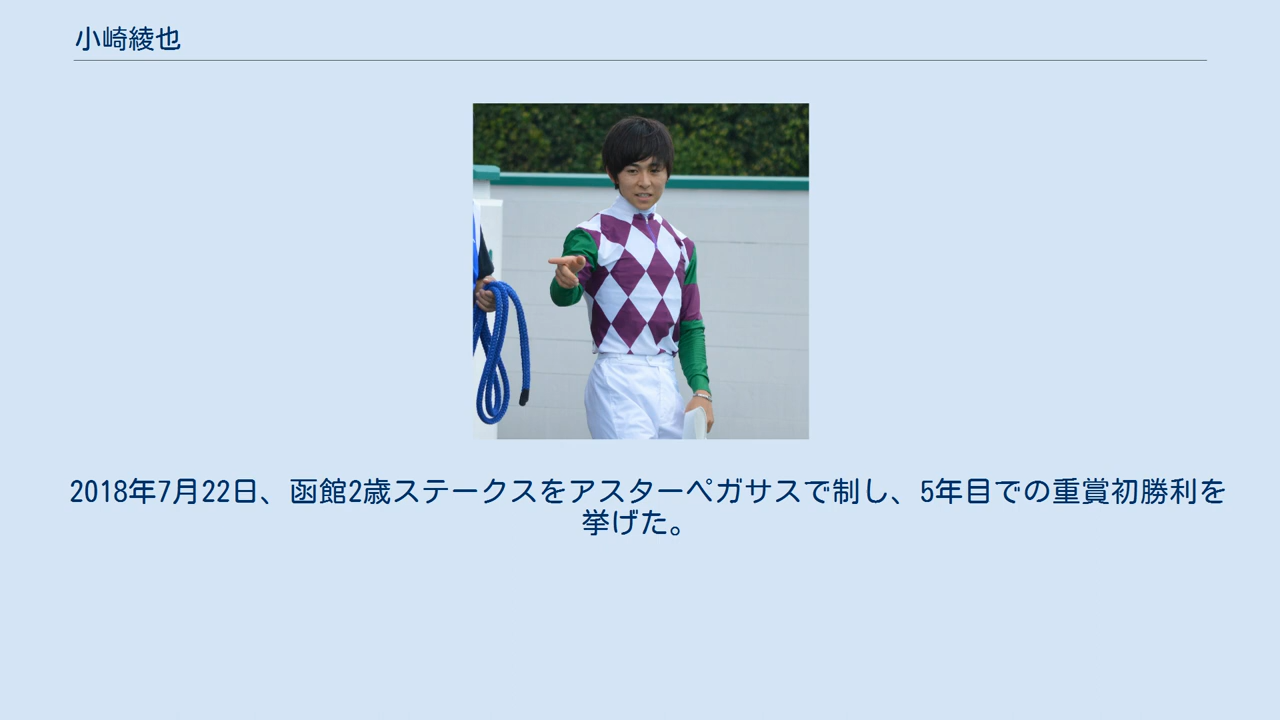 小崎綾也
2018年7月22日、函館2歳ステークスをアスターペガサスで制し、5年目での重賞初勝利を
挙げた。